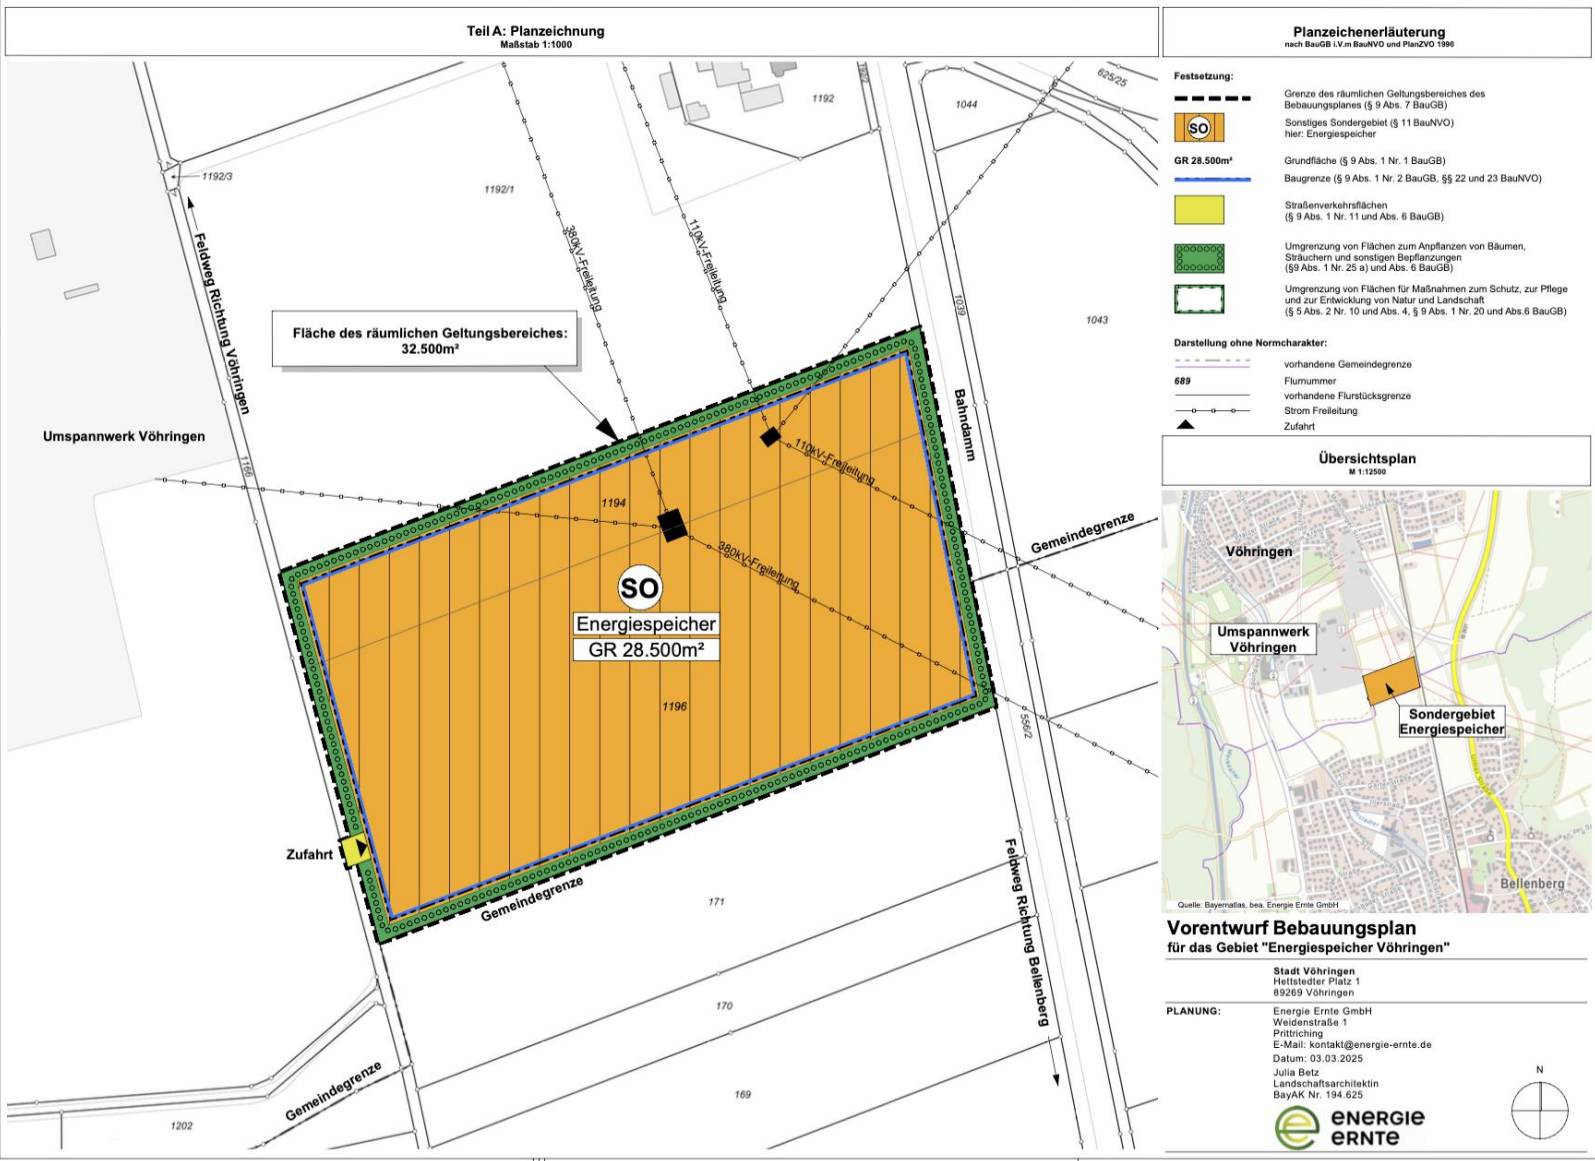 Teil A: Planzeichnung
Maßstab 1:1000
1192/3
1192/1
1192
1192/2
1044
625/25
Feldweg Richtung Vöhringen
380kV-Freileitung
110kV-Freileitung
1039
1043
Fläche des räumlichen Geltungsbereiches:
32.500m²
Bahndamm
Umspannwerk Vöhringen
1166
110kV-Freileitung
1194
380kV-Freileitung
Gemeindegrenze
SO
Energiespeicher
GR 28.500m²
1196
556/2
Zufahrt
Gemeindegrenze
171
Feldweg Richtung Bellenberg
170
Gemeindegrenze
169
1202
Planzeichenerläuterung
nach BauGB i.V.m BauNVO und PlanZVO 1990
Festsetzung:
Grenze des räumlichen Geltungsbereiches des
Bebauungsplanes (§ 9 Abs. 7 BauGB)
SO
Sonstiges Sondergebiet (§ 11 BauNVO)
hier: Energiespeicher
GR 28.500m² Grundfläche (§ 9 Abs. 1 Nr. 1 BauGB)
Baugrenze (§ 9 Abs. 1 Nr. 2 BauGB, §§ 22 und 23 BauNVO)
Straßenverkehrsflächen
(§ 9 Abs. 1 Nr. 11 und Abs. 6 BauGB)
Umgrenzung von Flächen zum Anpflanzen von Bäumen,
Sträuchern und sonstigen Bepflanzungen
(§9 Abs. 1 Nr. 25 a) und Abs. 6 BauGB)
Umgrenzung von Flächen für Maßnahmen zum Schutz, zur Pflege
und zur Entwicklung von Natur und Landschaft
(§ 5 Abs. 2 Nr. 10 und Abs. 4, § 9 Abs. 1 Nr. 20 und Abs.6 BauGB)
Darstellung ohne Normcharakter:
vorhandene Gemeindegrenze
689 Flurnummer
vorhandene Flurstücksgrenze
Strom Freileitung
Zufahrt
Übersichtsplan
M 1:12500
Vöhringen
Umspannwerk
Vöhringen
Sondergebiet
Energiespeicher
Bellenberg
Quelle: Bayernatlas, bea. Energie Ernte GmbH
Vorentwurf Bebauungsplan
für das Gebiet "Energiespeicher Vöhringen"
Stadt Vöhringen
Hettstedter Platz 1
89269 Vöhringen
PLANUNG: Energie Ernte GmbH
Weidenstraße 1
Prittriching
E-Mail: kontakt@energie-ernte.de
Datum: 03.03.2025
Julia Betz
Landschaftsarchitektin
BayAK Nr. 194.625
N
ENERGIE
ERNTE